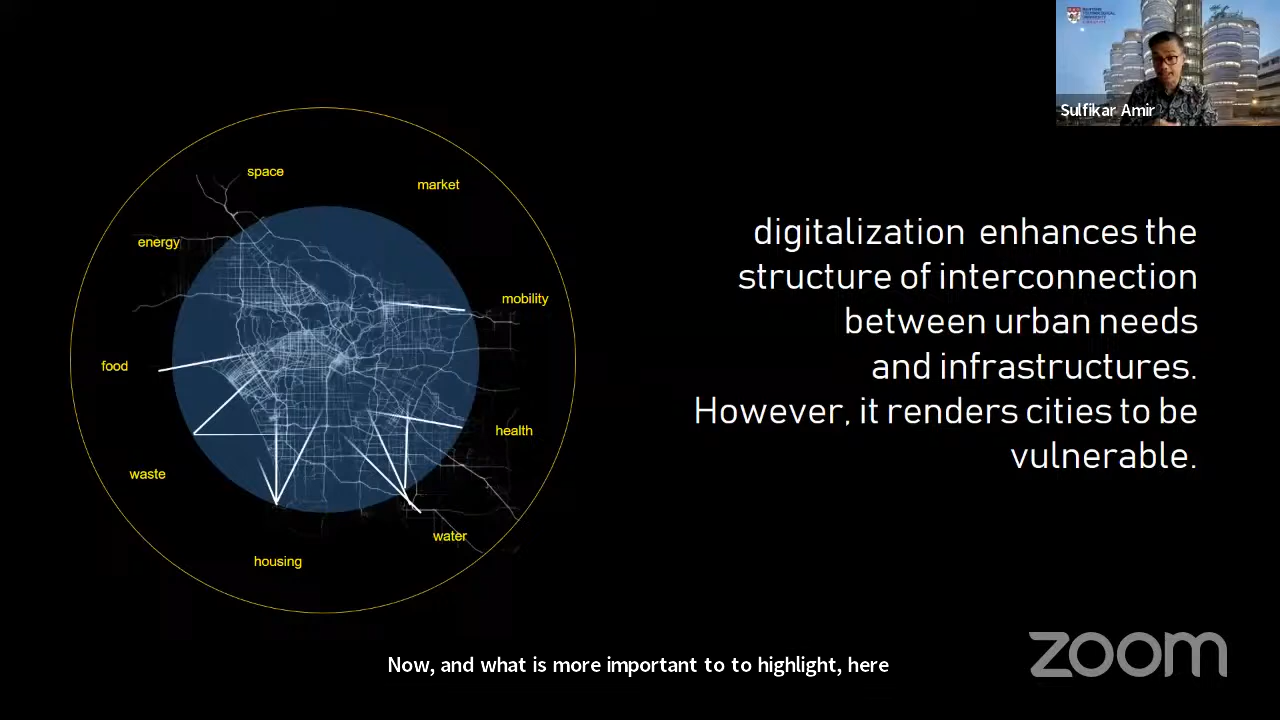 Sulfikar Amir
space
market
energy
mobility
food
health
waste
water
housing
digitalization enhances the
structure of interconnection
between urban needs
and infrastructures.
However, it renders cities to be
vulnerable.
zoom
Now, and what is more important to to highlight, here